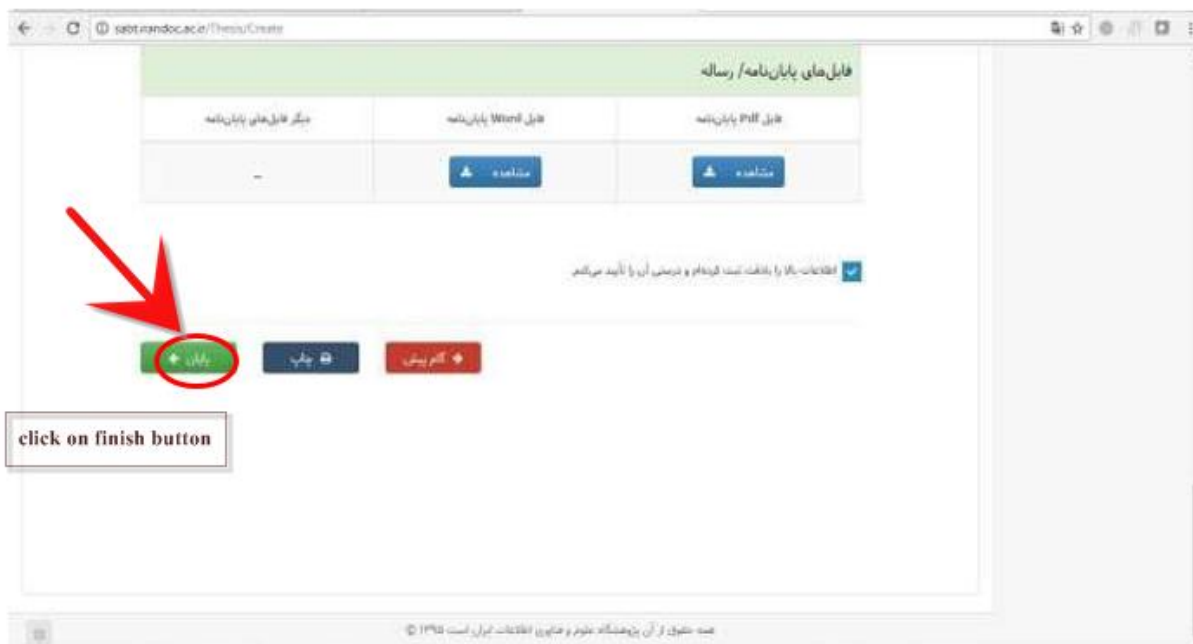 sabt.irandoc.ac.ir/Thesis/Create
فایل‌های پایان‌نامه/ رساله
فایل Pdf پایان‌نامه
فایل Word پایان‌نامه
دیگر فایل‌های پایان‌نامه
مشاهده
مشاهده
--
اطلاعات بالا را با دقت ثبت کرده‌ام و درستی آن را تأیید می‌کنم.
گام پیش
چاپ
پایان
click on finish button
همه حقوق از آن پژوهشگاه علوم و فناوری اطلاعات ایران است ۱۳۹۵ ©